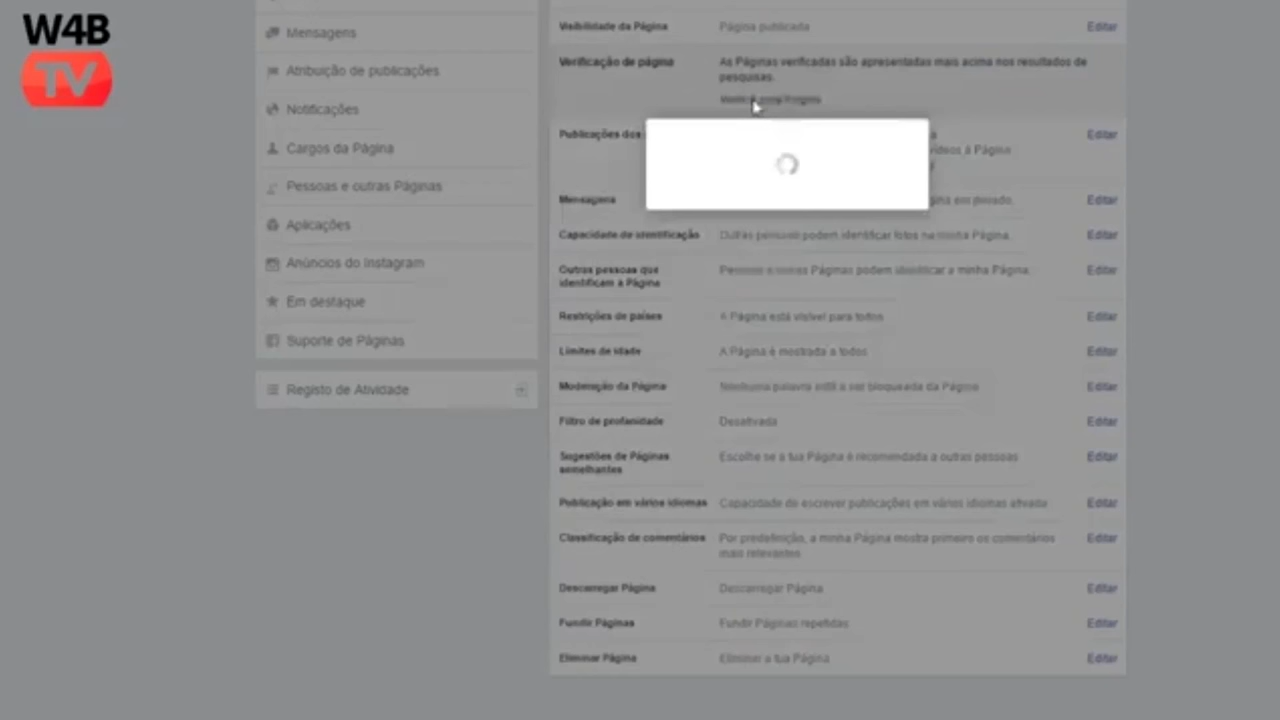 W4B
TV
Mensagens
Atribuição de publicações
Notificações
Cargos da Página
Pessoas e outras Páginas
Aplicações
Anúncios do Instagram
Em destaque
Suporte de Páginas
Registo de Atividade
Visibilidade da Página Página publicada Editar
Verificação de página As Páginas verificadas são apresentadas mais acima nos resultados de
pesquisas.
Publicações dos a Editar
vídeos à Página
Mensagens em privado. Editar
Capacidade de identificação Outras pessoas podem identificar fotos na minha Página. Editar
Outras pessoas que Pessoas e outras Páginas podem identificar a minha Página. Editar
identificam a Página
Restrições de países A Página está visível para todos Editar
Limites de idade A Página é mostrada a todos Editar
Moderação da Página Nenhuma palavra está a ser bloqueada da Página Editar
Filtro de profanidade Desativada Editar
Sugestões de Páginas Escolhe se a tua Página é recomendada a outras pessoas Editar
semelhantes
Publicação em vários idiomas Capacidade de escrever publicações em vários idiomas ativada Editar
Classificação de comentários Por predefinição, a minha Página mostra primeiro os comentários Editar
mais relevantes
Descarregar Página Descarregar Página Editar
Fundir Páginas Fundir Páginas repetidas Editar
Eliminar Página Eliminar a tua Página Editar